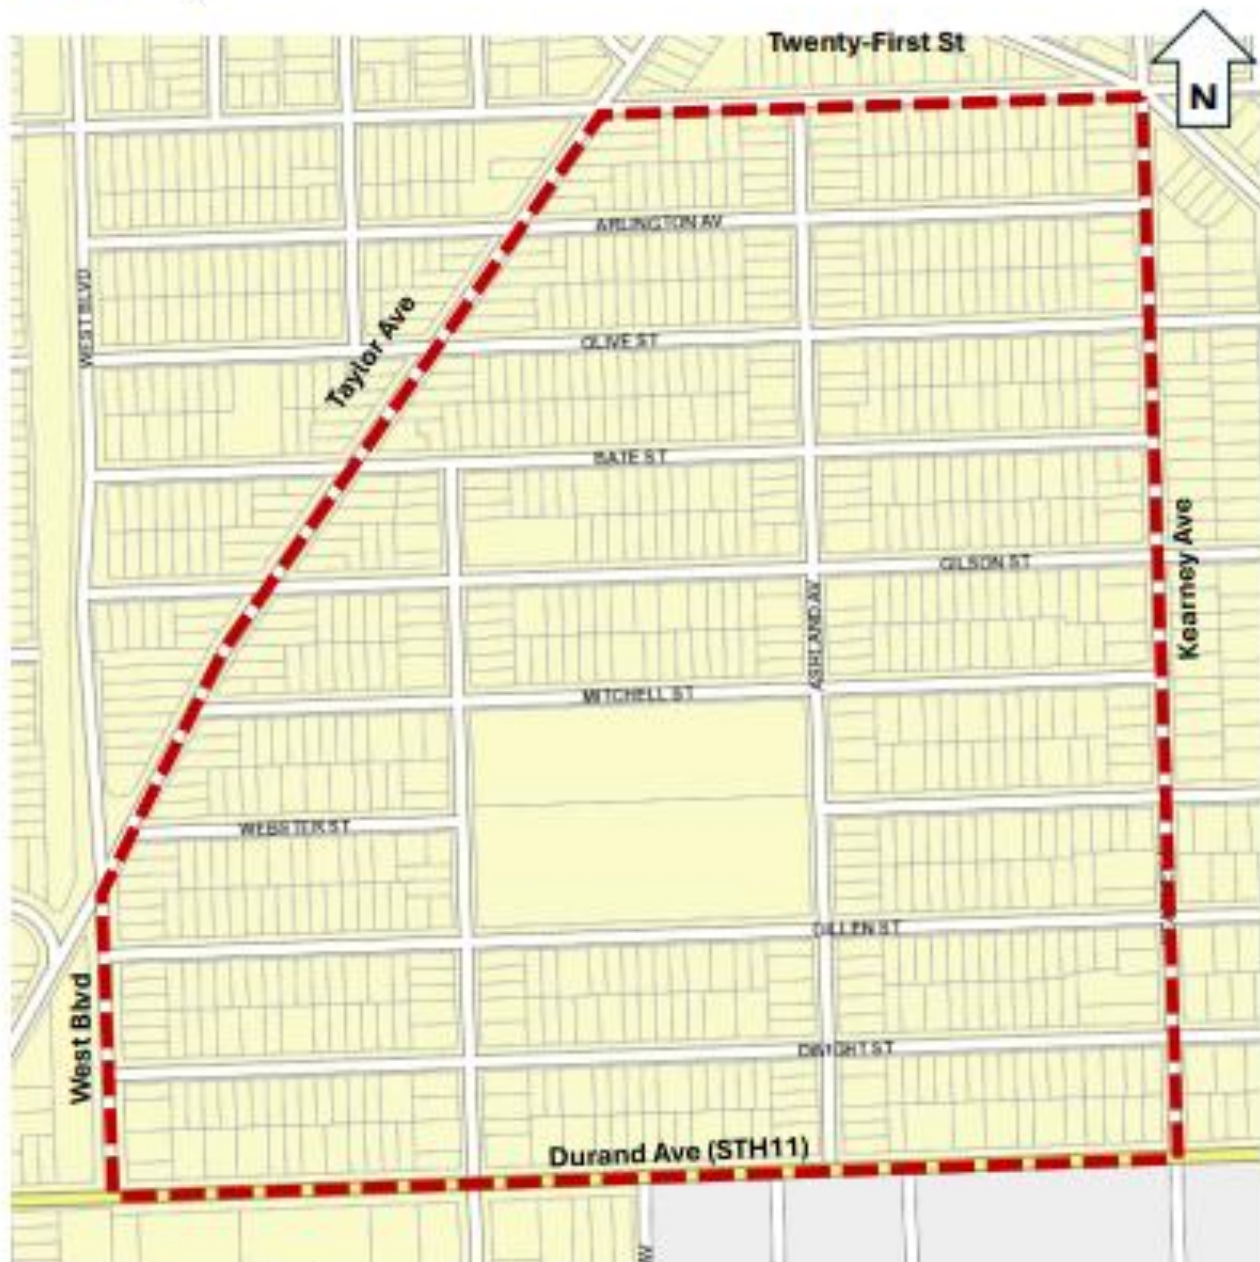 Twenty-First St
N
ARLINGTON AV
WEST BLVD
Taylor Ave
OLIVE ST
BATE ST
Kearney Ave
GILSON ST
ASHLAND AV
MITCHELL ST
WEBSTER ST
DILLEN ST
West Blvd
DWIGHT ST
Durand Ave (STH11)
AV